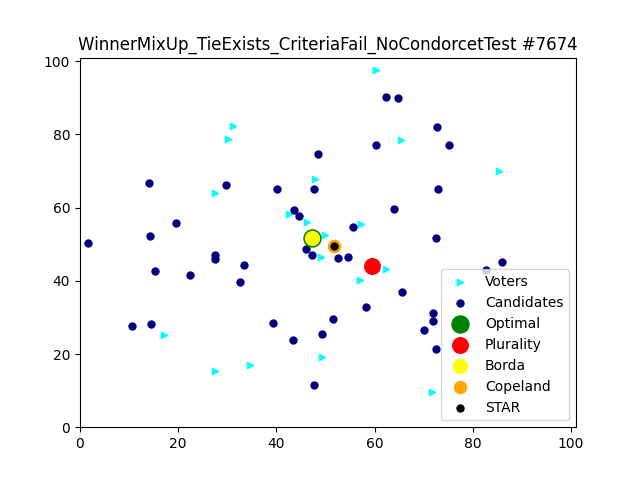 WinnerMixUp_TieExists_CriteriaFail_NoCondorcetTest #7674
100
80
60
40
20
0
0 20 40 60 80 100
Voters
Candidates
Optimal
Plurality
Borda
Copeland
STAR